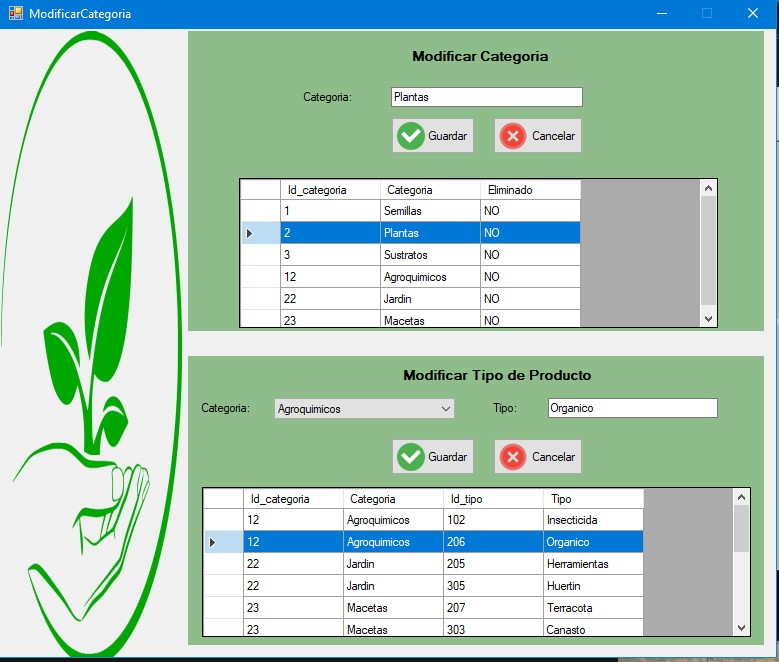 ModificarCategoria
Modificar Categoria
Categoria: Plantas
Guardar Cancelar
Id_categoria Categoria Eliminado
1 Semillas NO
2 Plantas NO
3 Sustratos NO
12 Agroquimicos NO
22 Jardin NO
23 Macetas NO
Modificar Tipo de Producto
Categoria: Agroquimicos Tipo: Organico
Guardar Cancelar
Id_categoria Categoria Id_tipo Tipo
12 Agroquimicos 102 Insecticida
12 Agroquimicos 206 Organico
22 Jardin 205 Herramientas
22 Jardin 305 Huertin
23 Macetas 207 Terracota
23 Macetas 303 Canasto